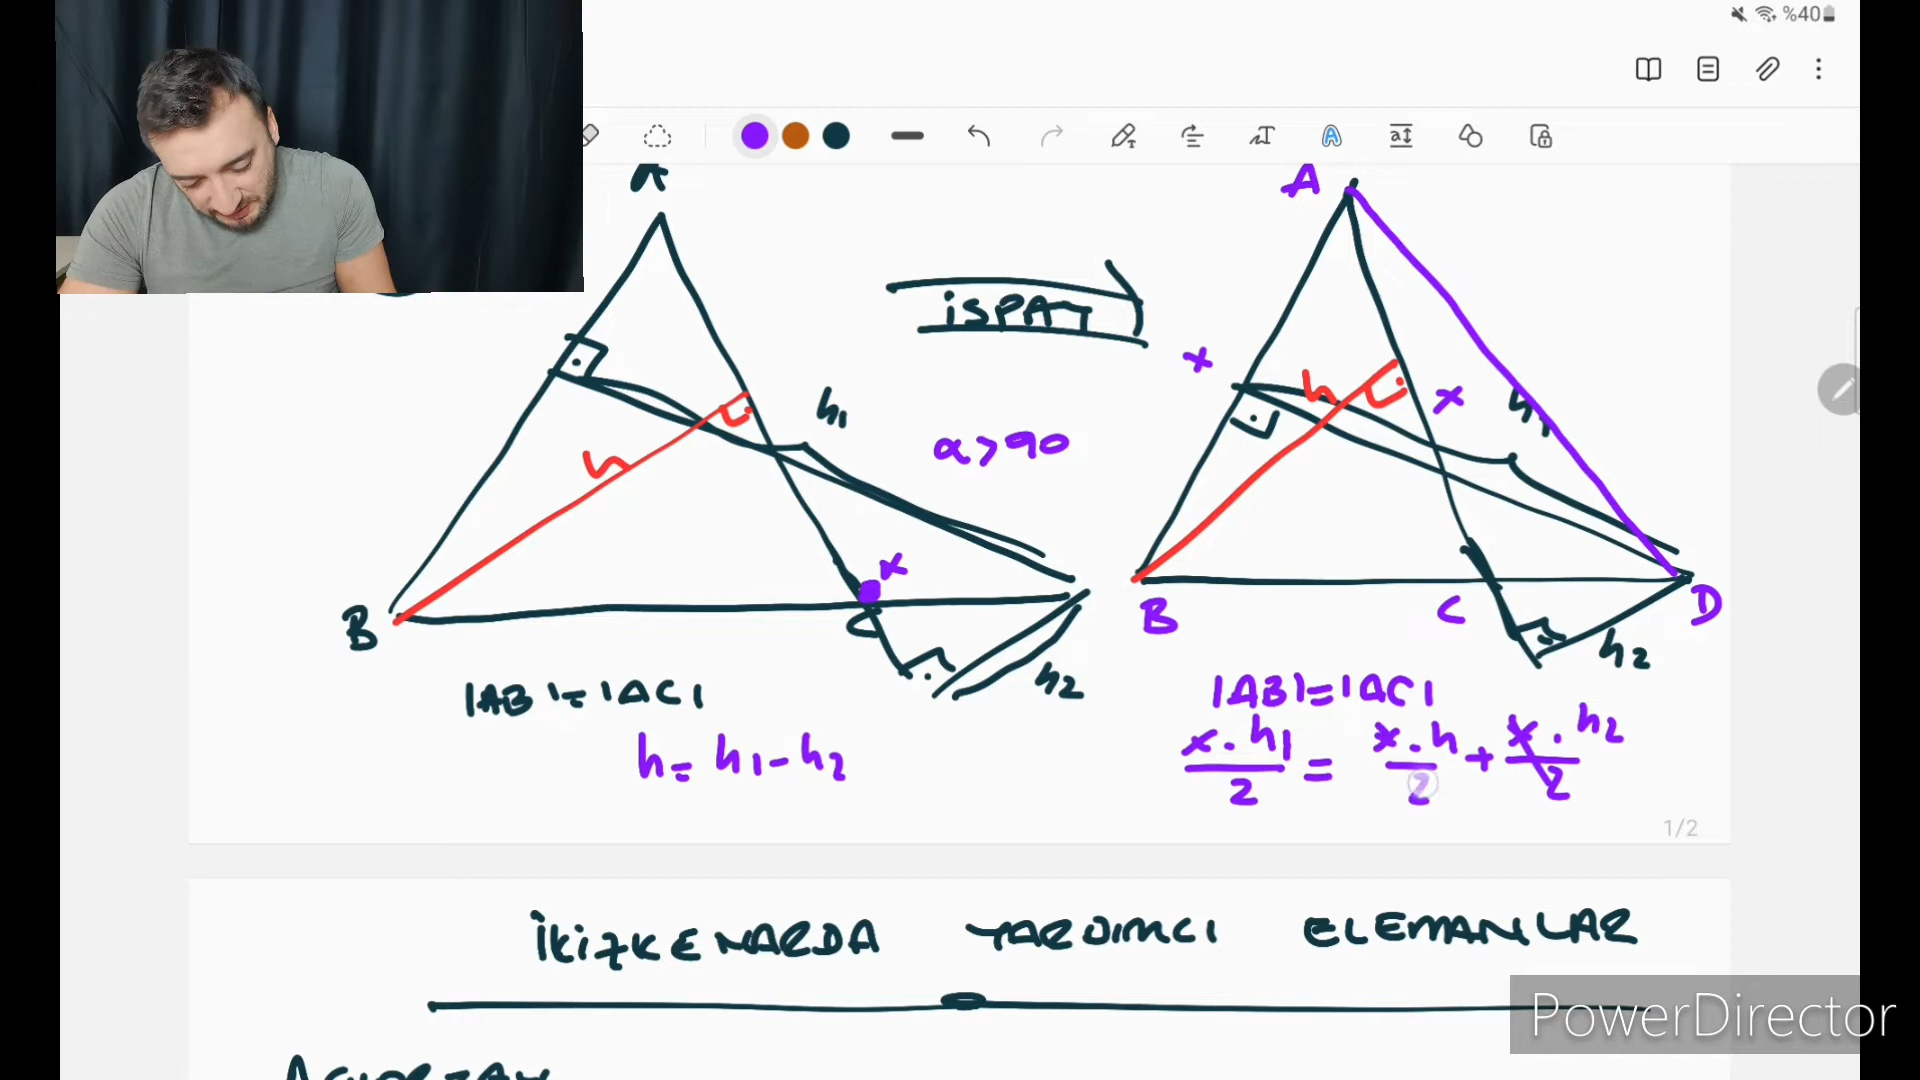 %40
A
A
İSPAT
x
h
h1
x
h1
α>90
h
α
B
C
h2
B
C
D
h2
|AB|=|AC|
|AB|=|AC|
h = h1 - h2
x.h1/2 = x.h/2 + x.h2/2
1/2
İKİZKENARDA YARDIMCI ELEMANLAR
PowerDirector